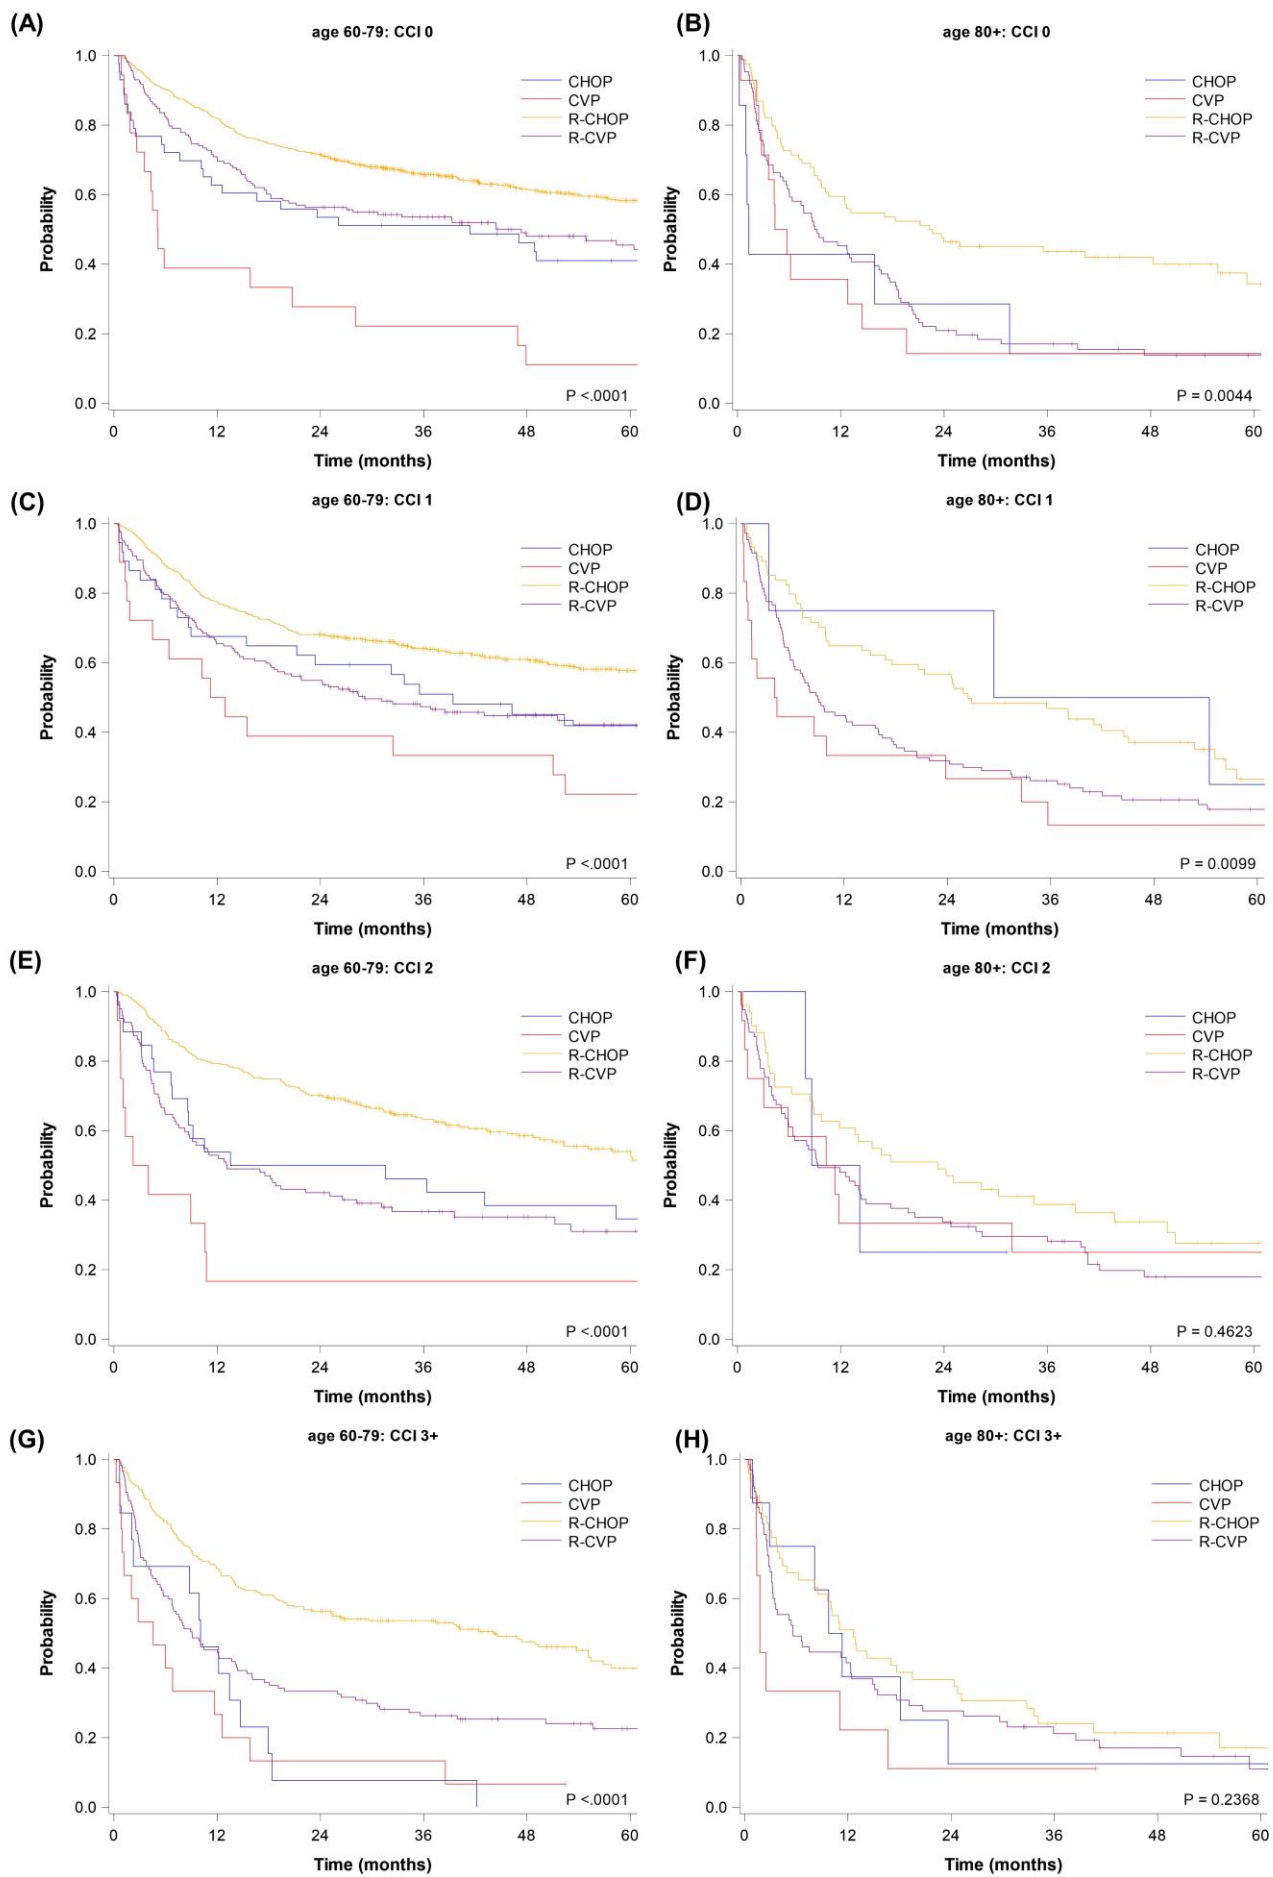 (A)
age 60-79: CCI 0
Probability
1.0
0.8
0.6
0.4
0.2
0.0
CHOP
CVP
R-CHOP
R-CVP
P <.0001
0 12 24 36 48 60
Time (months)
(B)
age 80+: CCI 0
Probability
1.0
0.8
0.6
0.4
0.2
0.0
CHOP
CVP
R-CHOP
R-CVP
P = 0.0044
0 12 24 36 48 60
Time (months)
(C)
age 60-79: CCI 1
Probability
1.0
0.8
0.6
0.4
0.2
0.0
CHOP
CVP
R-CHOP
R-CVP
P <.0001
0 12 24 36 48 60
Time (months)
(D)
age 80+: CCI 1
Probability
1.0
0.8
0.6
0.4
0.2
0.0
CHOP
CVP
R-CHOP
R-CVP
P = 0.0099
0 12 24 36 48 60
Time (months)
(E)
age 60-79: CCI 2
Probability
1.0
0.8
0.6
0.4
0.2
0.0
CHOP
CVP
R-CHOP
R-CVP
P <.0001
0 12 24 36 48 60
Time (months)
(F)
age 80+: CCI 2
Probability
1.0
0.8
0.6
0.4
0.2
0.0
CHOP
CVP
R-CHOP
R-CVP
P = 0.4623
0 12 24 36 48 60
Time (months)
(G)
age 60-79: CCI 3+
Probability
1.0
0.8
0.6
0.4
0.2
0.0
CHOP
CVP
R-CHOP
R-CVP
P <.0001
0 12 24 36 48 60
Time (months)
(H)
age 80+: CCI 3+
Probability
1.0
0.8
0.6
0.4
0.2
0.0
CHOP
CVP
R-CHOP
R-CVP
P = 0.2368
0 12 24 36 48 60
Time (months)